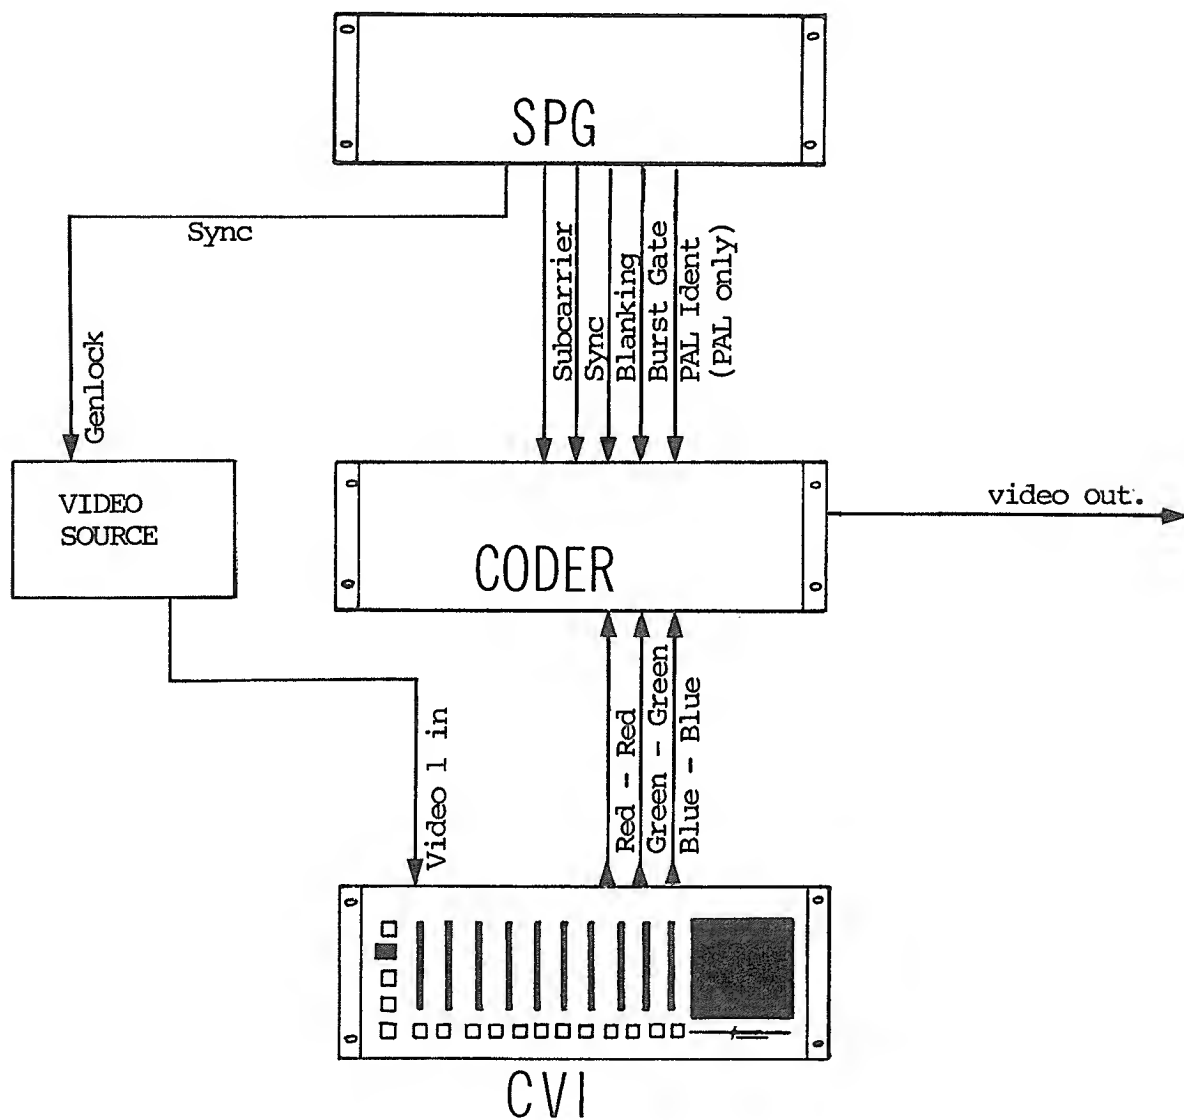 SPG
Sync
Genlock
Subcarrier
Sync
Blanking
Burst Gate
PAL Ident
(PAL only)
VIDEO
SOURCE
CODER
video out.
Video 1 in
Red - Red
Green - Green
Blue - Blue
CVI